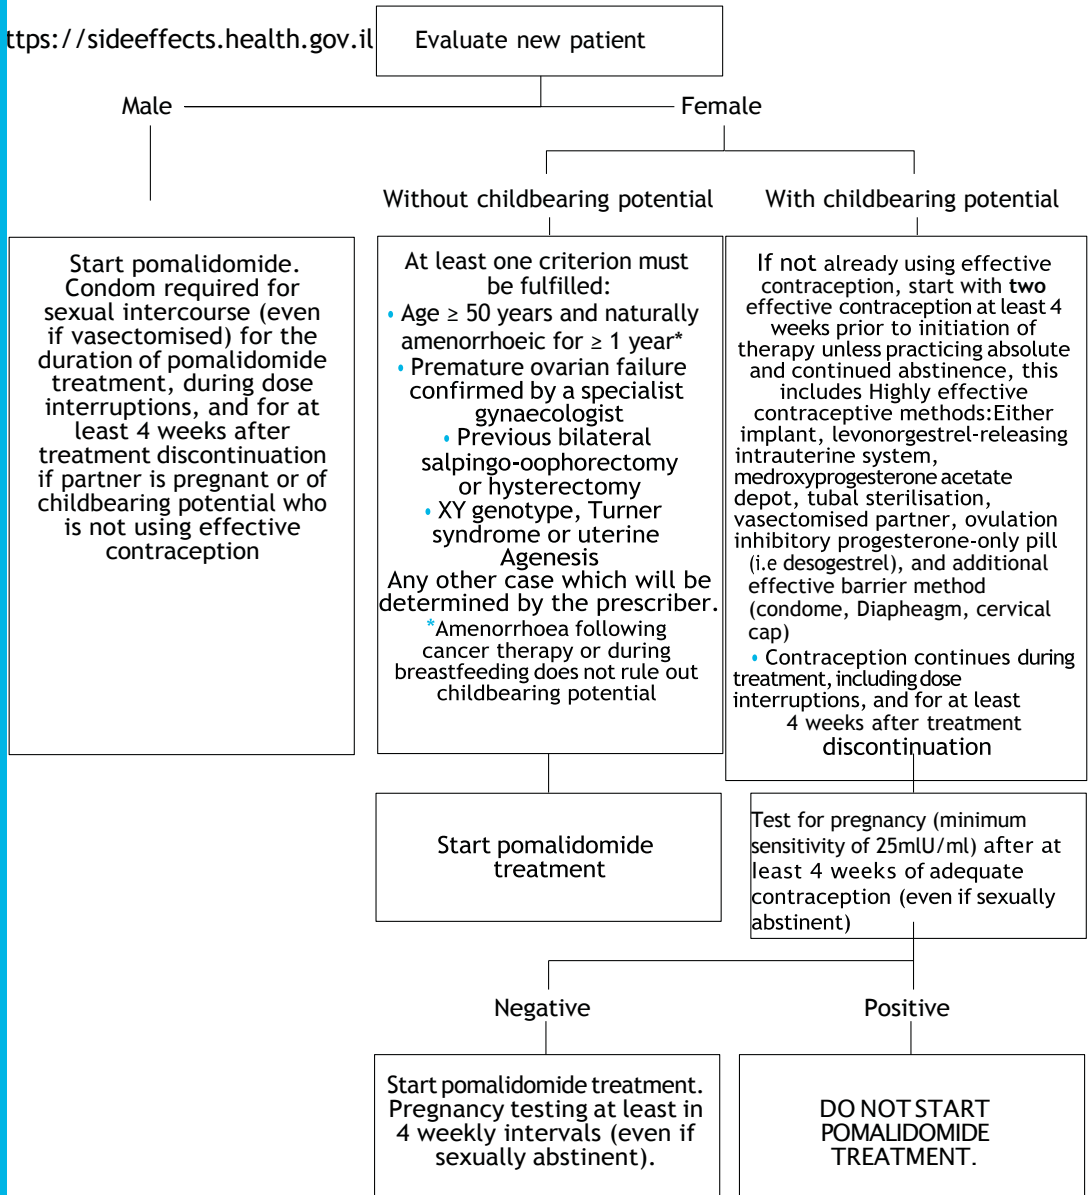 ttps://sideeffects.health.gov.il
Evaluate new patient
Male
Female
Without childbearing potential
With childbearing potential
Start pomalidomide.
Condom required for
sexual intercourse (even
if vasectomised) for the
duration of pomalidomide
treatment, during dose
interruptions, and for at
least 4 weeks after
treatment discontinuation
if partner is pregnant or of
childbearing potential who
is not using effective
contraception
At least one criterion must
be fulfilled:
• Age ≥ 50 years and naturally
amenorrhoeic for ≥ 1 year*
• Premature ovarian failure
confirmed by a specialist
gynaecologist
• Previous bilateral
salpingo-oophorectomy
or hysterectomy
• XY genotype, Turner
syndrome or uterine
Agenesis
Any other case which will be
determined by the prescriber.
*Amenorrhoea following
cancer therapy or during
breastfeeding does not rule out
childbearing potential
If not already using effective
contraception, start with two
effective contraception at least 4
weeks prior to initiation of
therapy unless practicing absolute
and continued abstinence, this
includes Highly effective
contraceptive methods:Either
implant, levonorgestrel-releasing
intrauterine system,
medroxyprogesterone acetate
depot, tubal sterilisation,
vasectomised partner, ovulation
inhibitory progesterone-only pill
(i.e desogestrel), and additional
effective barrier method
(condome, Diapheagm, cervical
cap)
• Contraception continues during
treatment, including dose
interruptions, and for at least
4 weeks after treatment
discontinuation
Start pomalidomide
treatment
Test for pregnancy (minimum
sensitivity of 25mlU/ml) after at
least 4 weeks of adequate
contraception (even if sexually
abstinent)
Negative
Positive
Start pomalidomide treatment.
Pregnancy testing at least in
4 weekly intervals (even if
sexually abstinent).
DO NOT START
POMALIDOMIDE
TREATMENT.